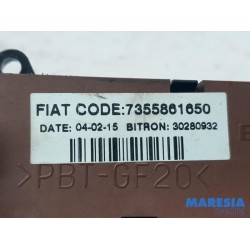 FIAT CODE:7355861650
DATE: 04-02-15 BITRON: 30280932
>PBT-GF20<
MARESIA